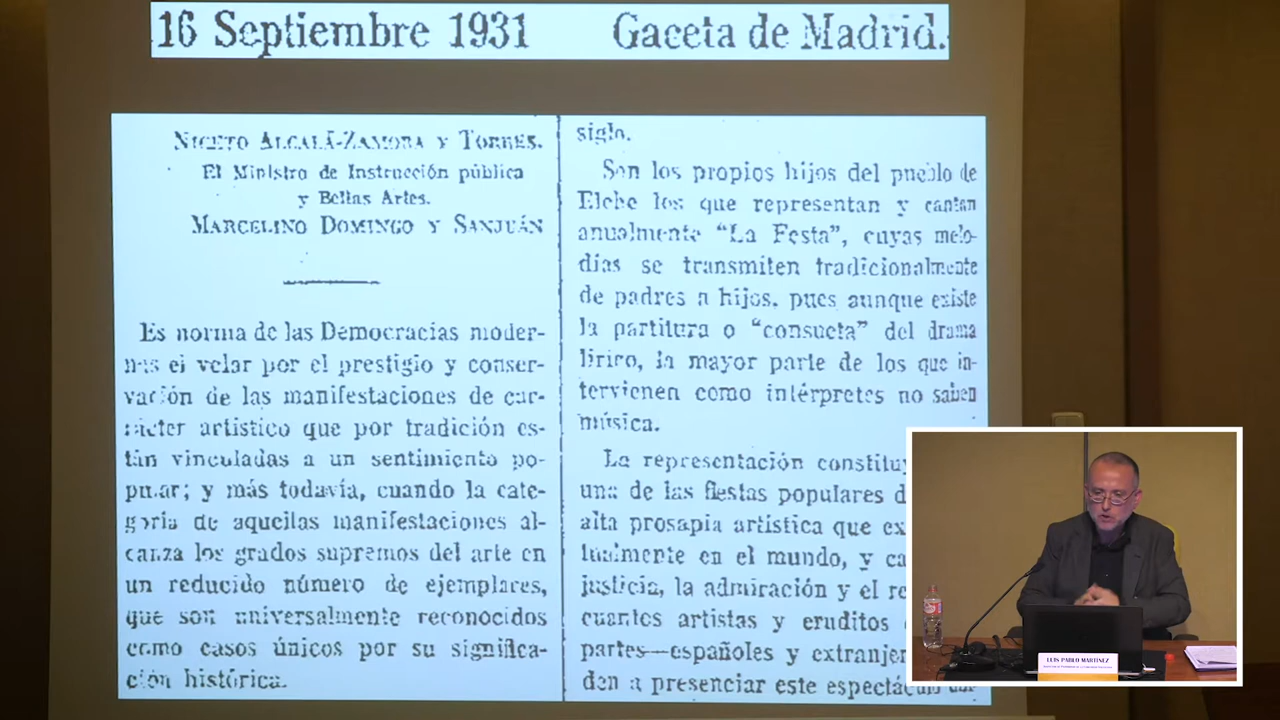 16 Septiembre 1931 Gaceta de Madrid.
NICETO ALCALÁ-ZAMORA Y TORRES.
El Ministro de Instrucción pública
y Bellas Artes.
MARCELINO DOMINGO Y SANJUÁN
Es norma de las Democracias moder-
nas el velar por el prestigio y conser-
vación de las manifestaciones de car-
rácter artístico que por tradición es-
tán vinculadas a un sentimiento po-
pular; y más todavía, cuando la cate-
goría de aquellas manifestaciones al-
canza los grados supremos del arte en
un reducido número de ejemplares,
que son universalmente reconocidos
como casos únicos por su significa-
ción histórica.
siglo.
Son los propios hijos del pueblo de
Elche los que representan y cantan
anualmente "La Festa", cuyas melo-
días se transmiten tradicionalmente
de padres a hijos. pues aunque existe
la partitura o "consueta" del drama
lírico, la mayor parte de los que in-
tervienen como intérpretes no saben
música.
La representación constituy
una de las fiestas populares d
alta prosapia artística que ex
tualmente en el mundo, y ca
justicia, la admiración y el re
cuantos artistas y eruditos
partes—españoles y extranjer
den a presenciar este espectáculo
LUIS PABLO MARTÍNEZ